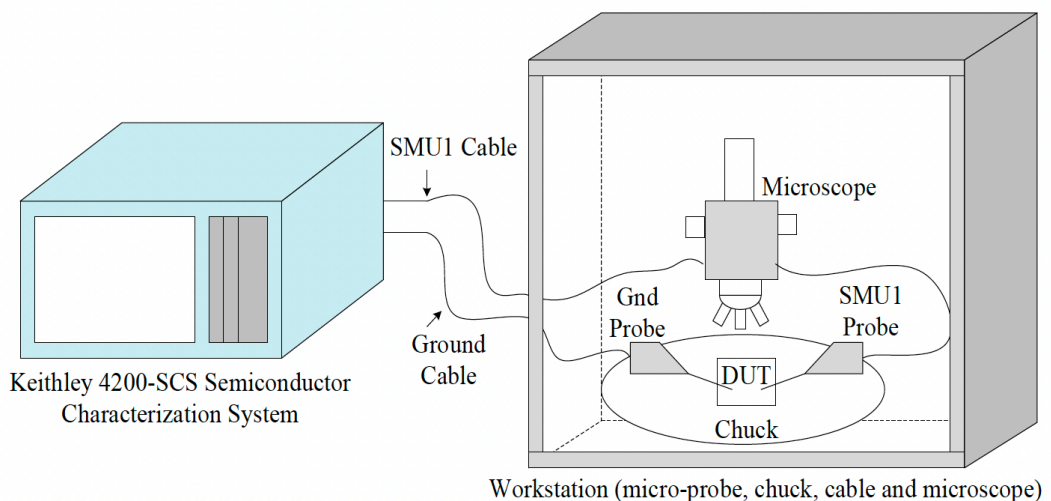 SMU1 Cable
Microscope
Gnd
Probe
SMU1
Probe
Ground
Cable
DUT
Chuck
Keithley 4200-SCS Semiconductor
Characterization System
Workstation (micro-probe, chuck, cable and microscope)